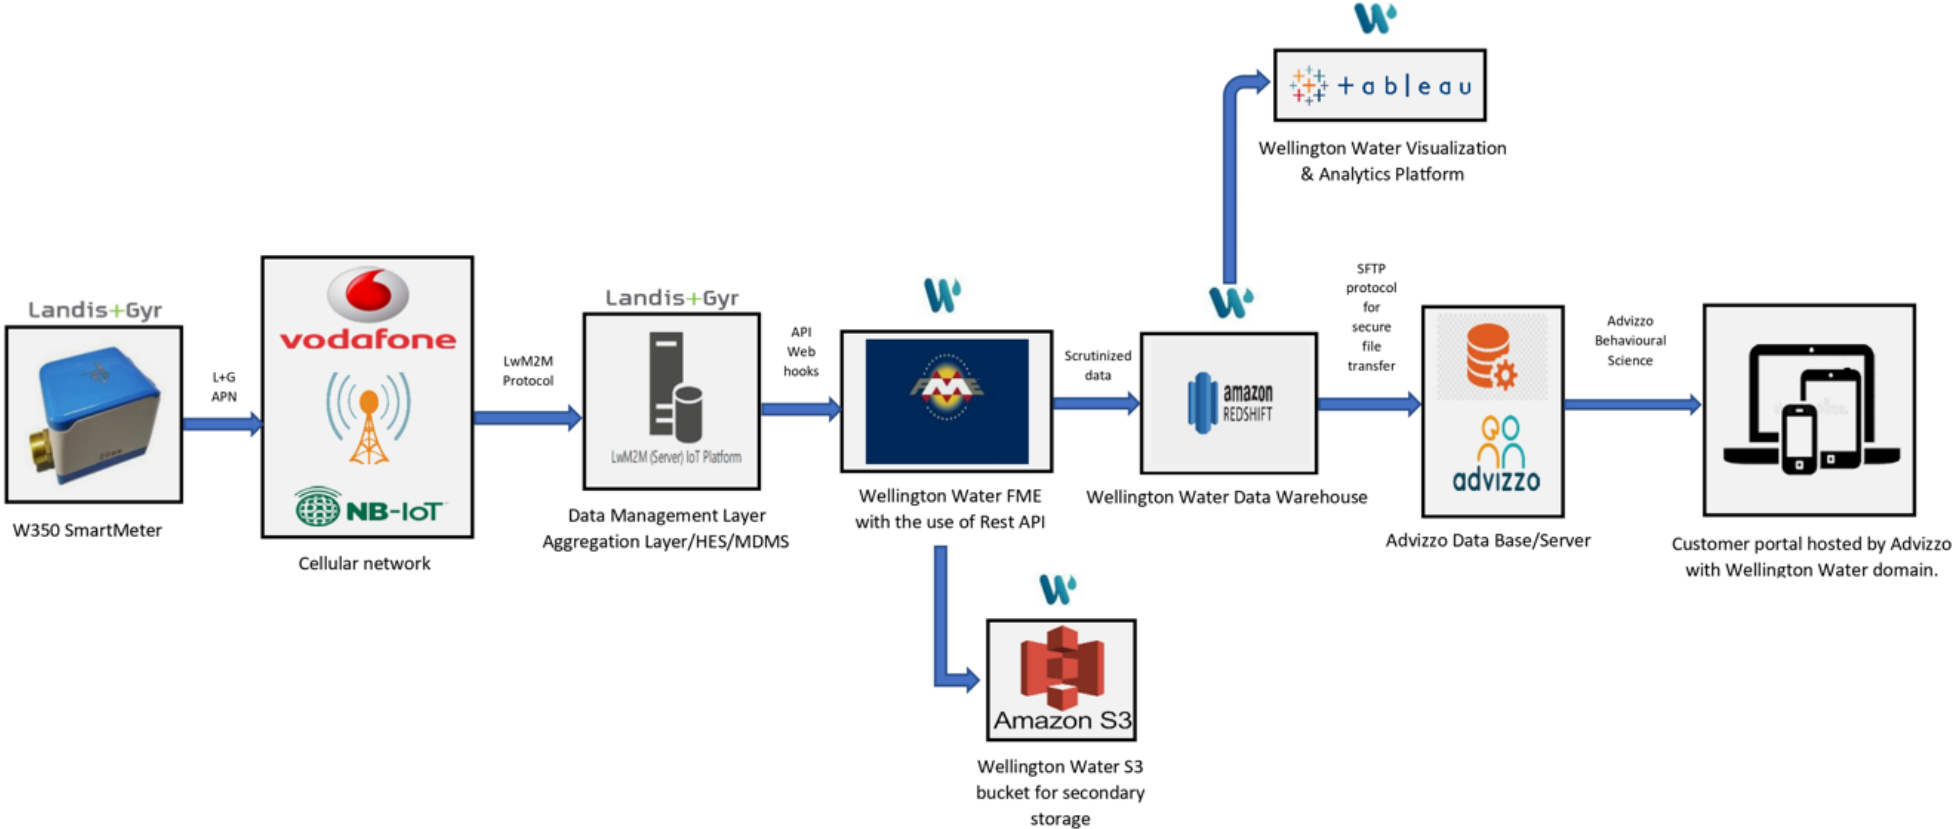 tableau
Wellington Water Visualization
& Analytics Platform
Landis+Gyr
W350 SmartMeter
L+G
APN
vodafone
NB-IoT
Cellular network
LwM2M
Protocol
Landis+Gyr
LwM2M (Server) IoT Platform
Data Management Layer
Aggregation Layer/HES/MDMS
API
Web
hooks
FME
Wellington Water FME
with the use of Rest API
Amazon S3
Wellington Water S3
bucket for secondary
storage
Scrutinized
data
amazon
REDSHIFT
Wellington Water Data Warehouse
SFTP
protocol
for
secure
file
transfer
advizzo
Advizzo Data Base/Server
Advizzo
Behavioural
Science
Customer portal hosted by Advizzo
with Wellington Water domain.